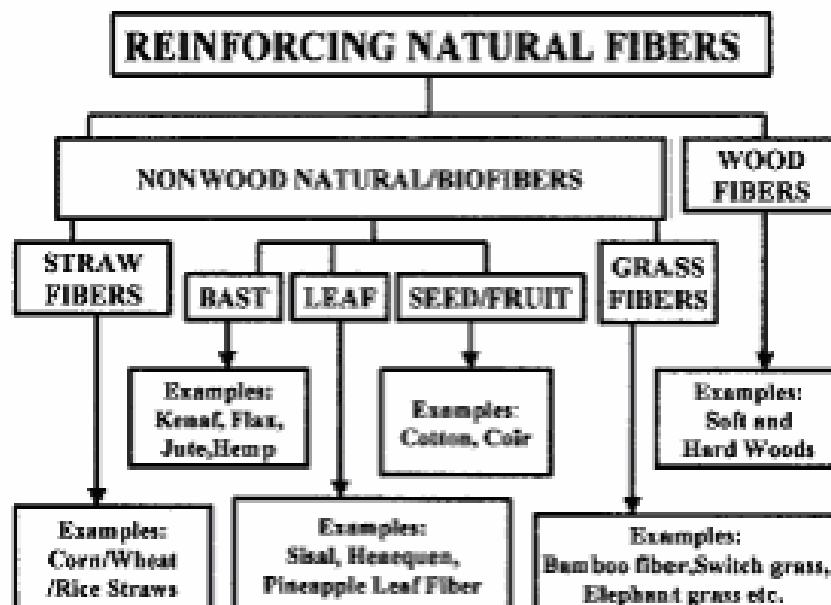 REINFORCING NATURAL FIBERS
NONWOOD NATURAL/BIOFIBERS
WOOD
FIBERS
STRAW
FIBERS
BAST
LEAF
SEED/FRUIT
GRASS
FIBERS
Examples:
Kenaf, Flax,
Jute,Hemp
Examples:
Cotton, Coir
Examples:
Soft and
Hard Woods
Examples:
Corn/Wheat
/Rice Straws
Examples:
Sisal, Henequen,
Pineapple Leaf Fiber
Examples:
Bamboo fiber,Switch grass,
Elephant grass etc.